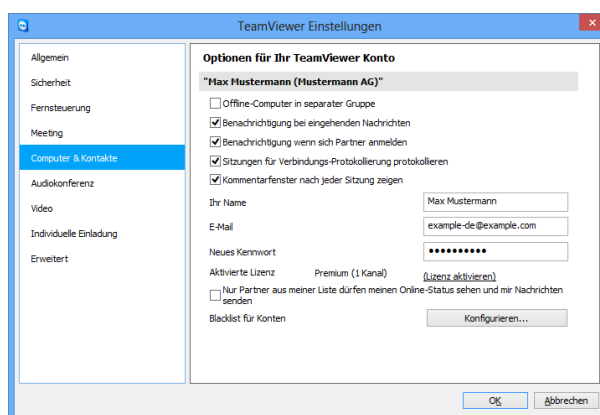 TeamViewer Einstellungen
Allgemein
Sicherheit
Fernsteuerung
Meeting
Computer & Kontakte
Audiokonferenz
Video
Individuelle Einladung
Erweitert
Optionen für Ihr TeamViewer Konto
"Max Mustermann (Mustermann AG)"
Offline-Computer in separater Gruppe
Benachrichtigung bei eingehenden Nachrichten
Benachrichtigung wenn sich Partner anmelden
Sitzungen für Verbindungs-Protokollierung protokollieren
Kommentarfenster nach jeder Sitzung zeigen
Ihr Name Max Mustermann
E-Mail example-de@example.com
Neues Kennwort ••••••••••
Aktivierte Lizenz Premium (1 Kanal) (Lizenz aktivieren)
Nur Partner aus meiner Liste dürfen meinen Online-Status sehen und mir Nachrichten
senden
Blacklist für Konten Konfigurieren...
OK Abbrechen